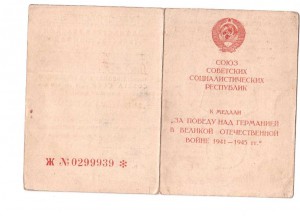 Ж №0299939 *
СОЮЗ
СОВЕТСКИХ
СОЦИАЛИСТИЧЕСКИХ
РЕСПУБЛИК
К МЕДАЛИ
„ЗА ПОБЕДУ НАД ГЕРМАНИЕЙ
В ВЕЛИКОЙ ОТЕЧЕСТВЕННОЙ
ВОЙНЕ 1941—1945 гг."